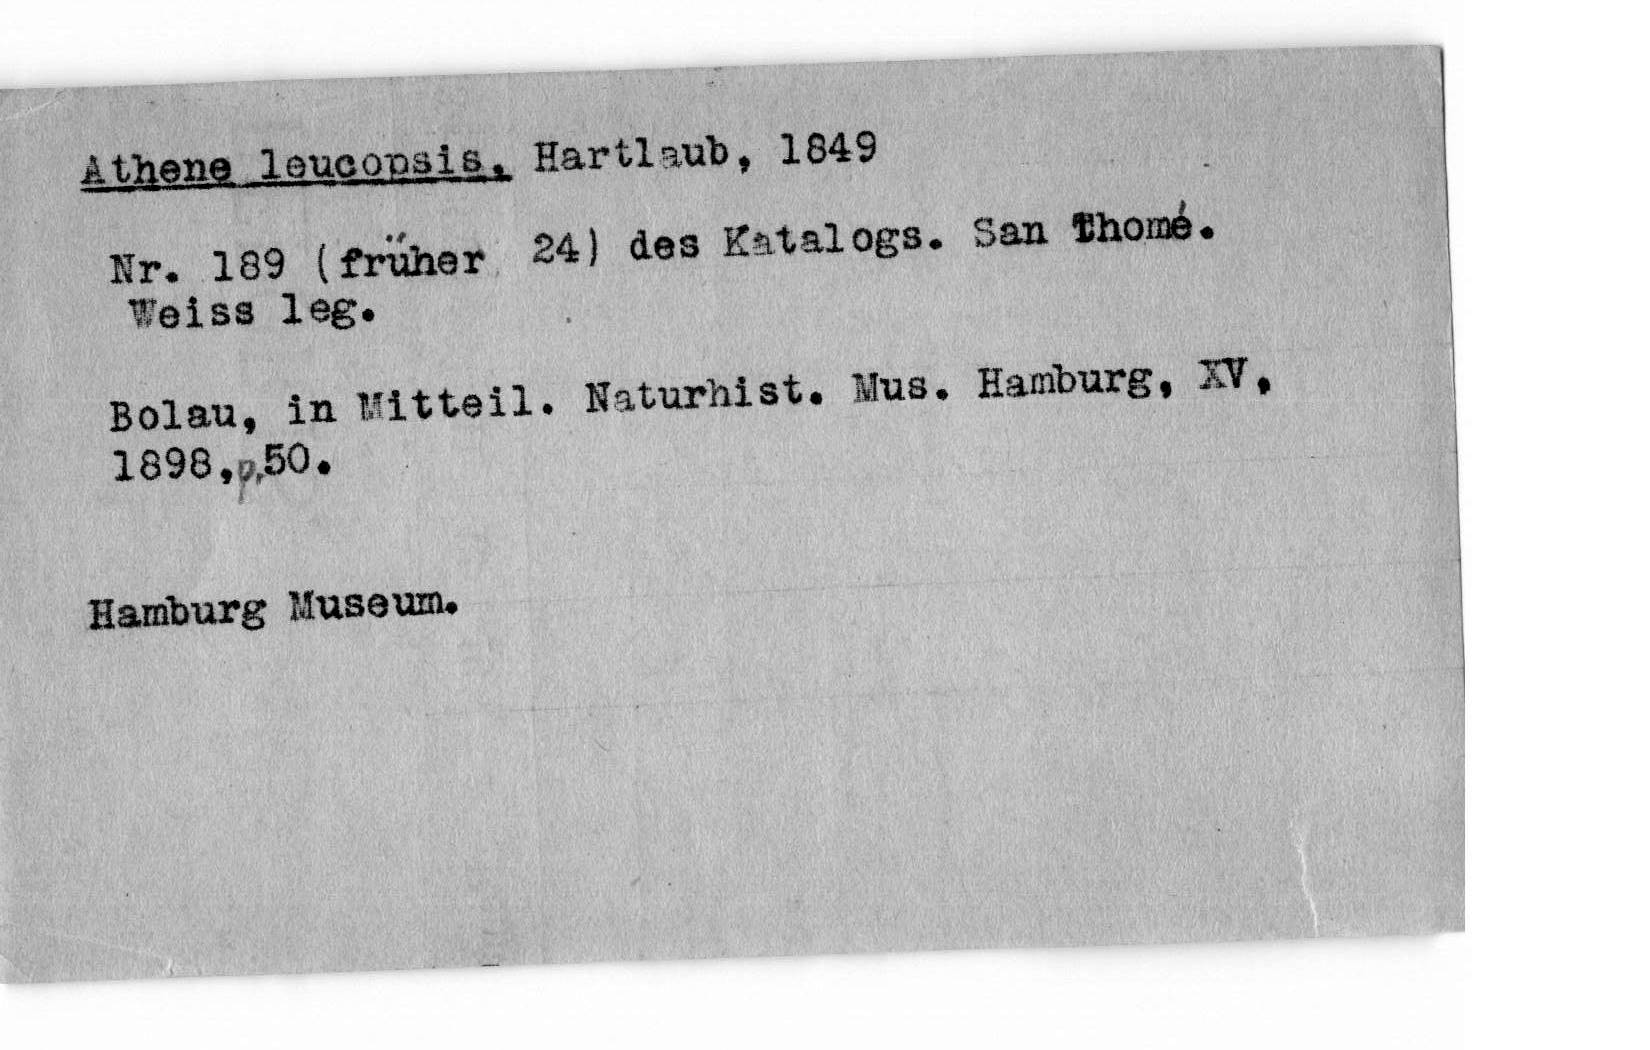 Athene leucopsis, Hartlaub, 1849
Nr. 189 (früher 24) des Katalogs. San Thomé.
Weiss leg.
Bolau, in Mitteil. Naturhist. Mus. Hamburg, XV,
1898,p.50.
Hamburg Museum.